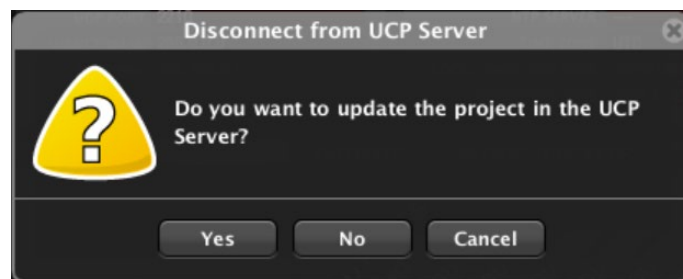 Disconnect from UCP Server
Do you want to update the project in the UCP
Server?
Yes
No
Cancel